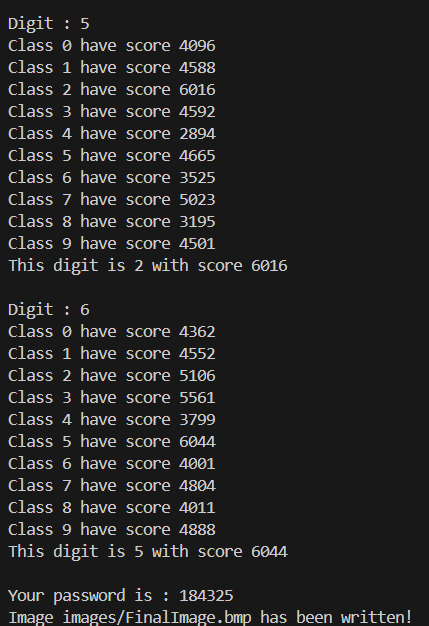 Digit : 5
Class 0 have score 4096
Class 1 have score 4588
Class 2 have score 6016
Class 3 have score 4592
Class 4 have score 2894
Class 5 have score 4665
Class 6 have score 3525
Class 7 have score 5023
Class 8 have score 3195
Class 9 have score 4501
This digit is 2 with score 6016
Digit : 6
Class 0 have score 4362
Class 1 have score 4552
Class 2 have score 5106
Class 3 have score 5561
Class 4 have score 3799
Class 5 have score 6044
Class 6 have score 4001
Class 7 have score 4804
Class 8 have score 4011
Class 9 have score 4888
This digit is 5 with score 6044
Your password is : 184325
Image images/FinalImage.bmp has been written!